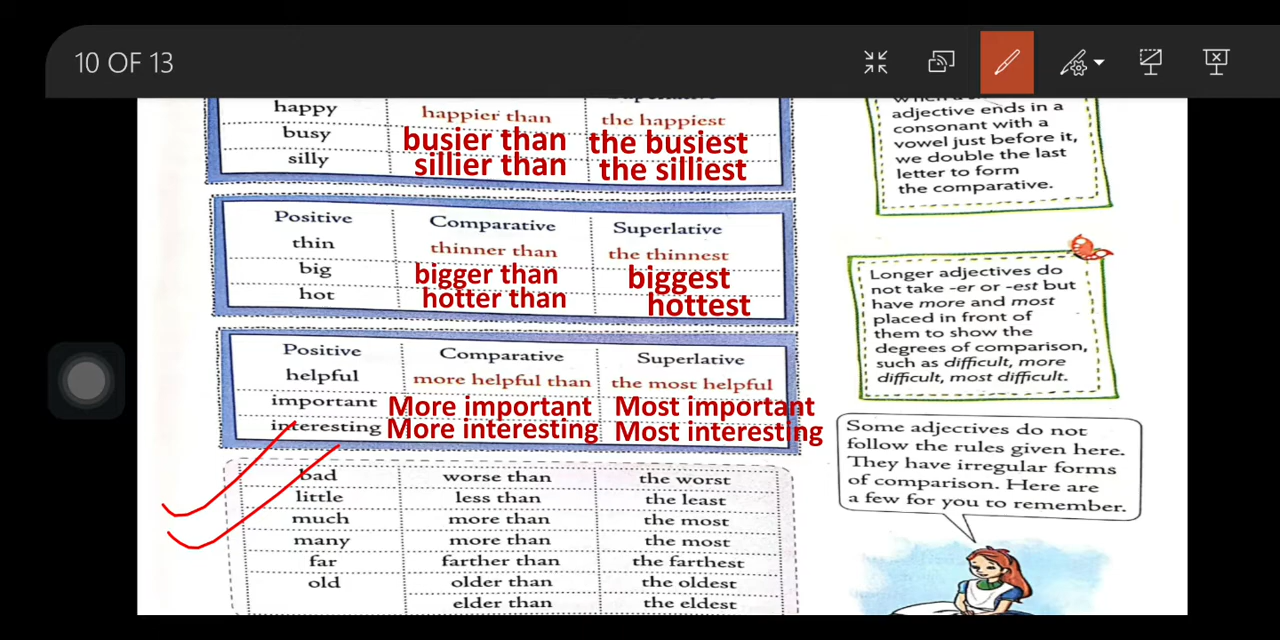 10 OF 13
happy happier than the happiest
busy busier than the busiest
silly sillier than the silliest
Positive Comparative Superlative
thin thinner than the thinnest
big bigger than biggest
hot hotter than hottest
Positive Comparative Superlative
helpful more helpful than the most helpful
important More important Most important
interesting More interesting Most interesting
bad worse than the worst
little less than the least
much more than the most
many more than the most
far farther than the farthest
old older than the oldest
elder than the eldest
adjective ends in a
consonant with a
vowel just before it,
we double the last
letter to form
the comparative.
Longer adjectives do
not take -er or -est but
have more and most
placed in front of
them to show the
degrees of comparison,
such as difficult, more
difficult, most difficult.
Some adjectives do not
follow the rules given here.
They have irregular forms
of comparison. Here are
a few for you to remember.